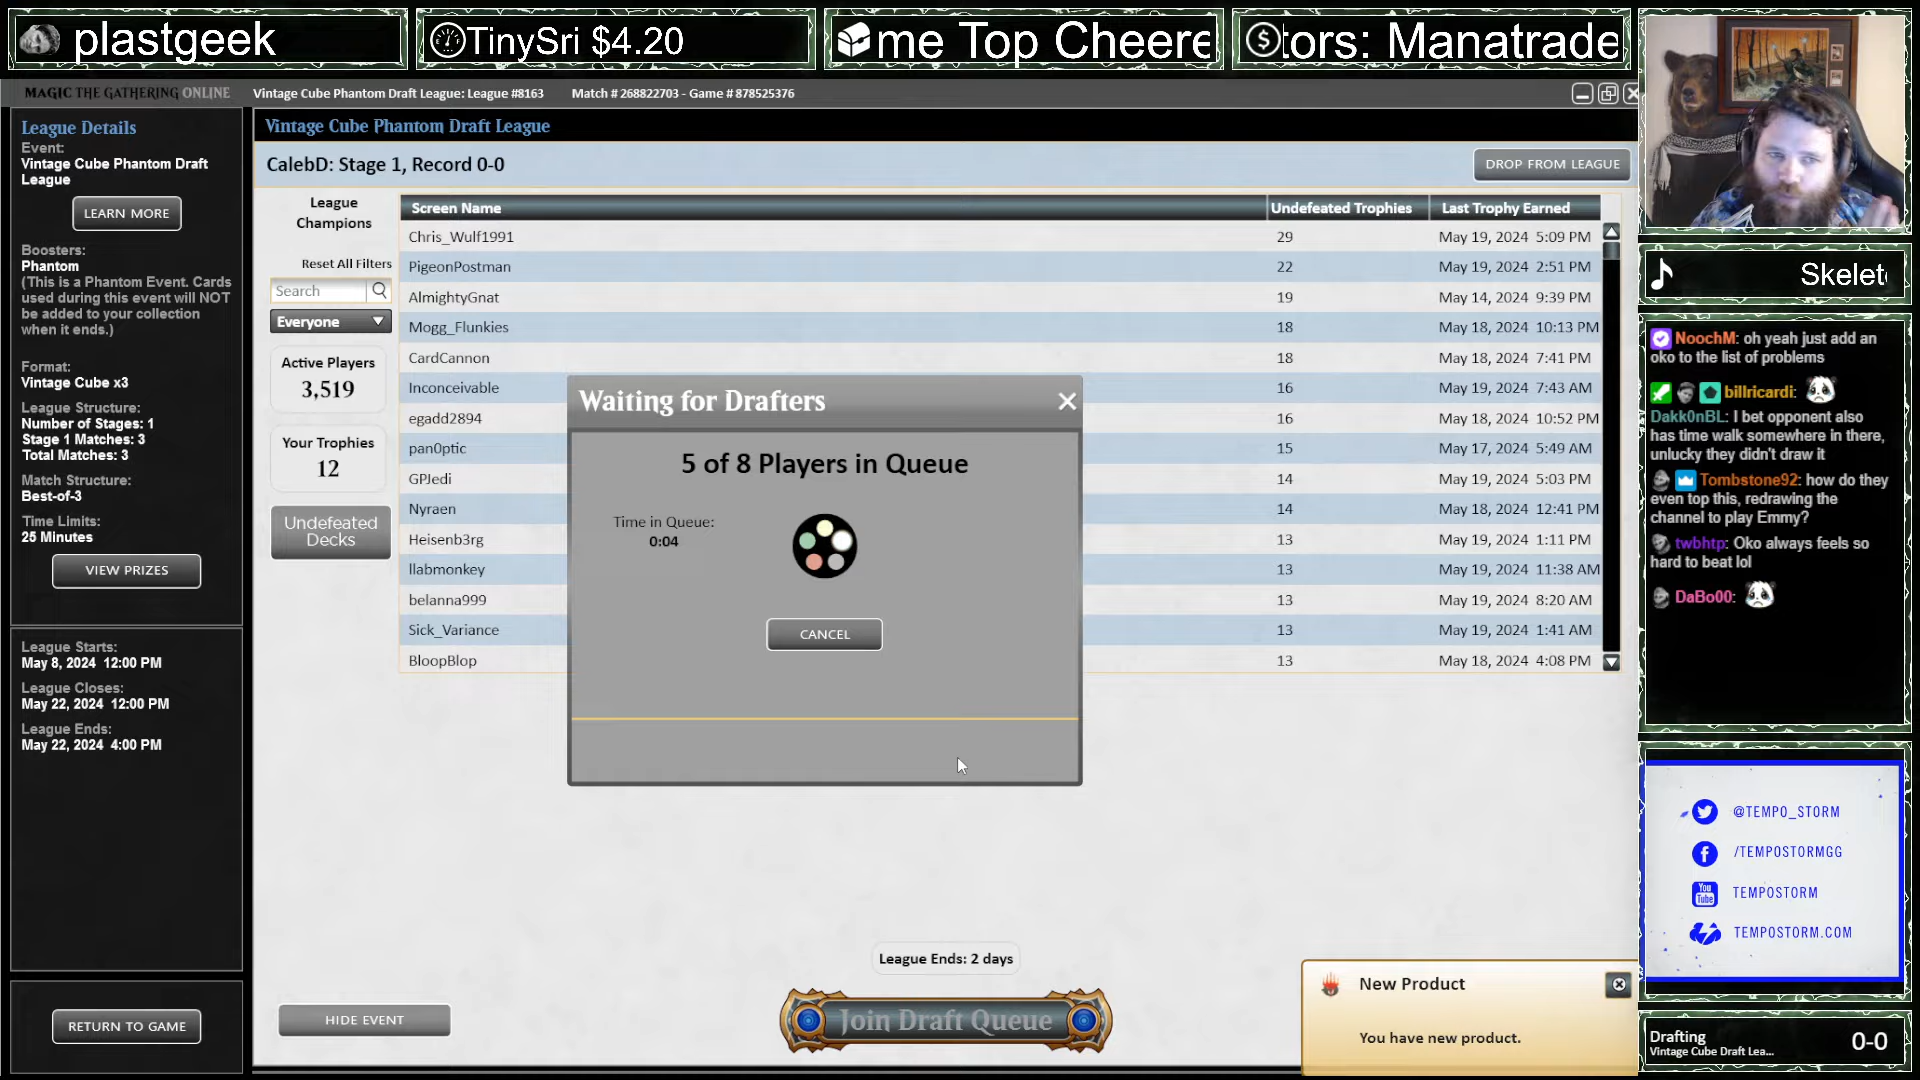 plastgeek
TinySri $4.20
me Top Cheere
tors: Manatrade
MAGIC THE GATHERING ONLINE
Vintage Cube Phantom Draft League: League #8163
Match # 268822703 - Game # 878525376
League Details
Event:
Vintage Cube Phantom Draft
League
LEARN MORE
Boosters:
Phantom
(This is a Phantom Event. Cards
used during this event will NOT
be added to your collection
when it ends.)
Format:
Vintage Cube x3
League Structure:
Number of Stages: 1
Stage 1 Matches: 3
Total Matches: 3
Match Structure:
Best-of-3
Time Limits:
25 Minutes
VIEW PRIZES
League Starts:
May 8, 2024 12:00 PM
League Closes:
May 22, 2024 12:00 PM
League Ends:
May 22, 2024 4:00 PM
RETURN TO GAME
Vintage Cube Phantom Draft League
CalebD: Stage 1, Record 0-0
DROP FROM LEAGUE
League
Champions
Reset All Filters
Search
Everyone
Active Players
3,519
Your Trophies
12
Undefeated
Decks
Screen Name Undefeated Trophies Last Trophy Earned
Chris_Wulf1991 29 May 19, 2024 5:09 PM
PigeonPostman 22 May 19, 2024 2:51 PM
AlmightyGnat 19 May 14, 2024 9:39 PM
Mogg_Flunkies 18 May 18, 2024 10:13 PM
CardCannon 18 May 18, 2024 7:41 PM
Inconceivable 16 May 19, 2024 7:43 AM
egadd2894 16 May 18, 2024 10:52 PM
pan0ptic 15 May 17, 2024 5:49 AM
GPJedi 14 May 19, 2024 5:03 PM
Nyraen 14 May 18, 2024 12:41 PM
Heisenb3rg 13 May 19, 2024 1:11 PM
llabmonkey 13 May 19, 2024 11:38 AM
belanna999 13 May 19, 2024 8:20 AM
Sick_Variance 13 May 19, 2024 1:41 AM
BloopBlop 13 May 18, 2024 4:08 PM
Waiting for Drafters
5 of 8 Players in Queue
Time in Queue:
0:04
CANCEL
League Ends: 2 days
HIDE EVENT
Join Draft Queue
New Product
You have new product.
Skelet
NoochM: oh yeah just add an
oko to the list of problems
billricardi:
Dakk0nBL: I bet opponent also
has time walk somewhere in there,
unlucky they didn't draw it
Tombstone92: how do they
even top this, redrawing the
channel to play Emmy?
twbhtp: Oko always feels so
hard to beat lol
DaBo00:
@TEMPO_STORM
/TEMPOSTORMGG
You
Tube
TEMPOSTORM
TEMPOSTORM.COM
Drafting
Vintage Cube Draft Lea...
0-0